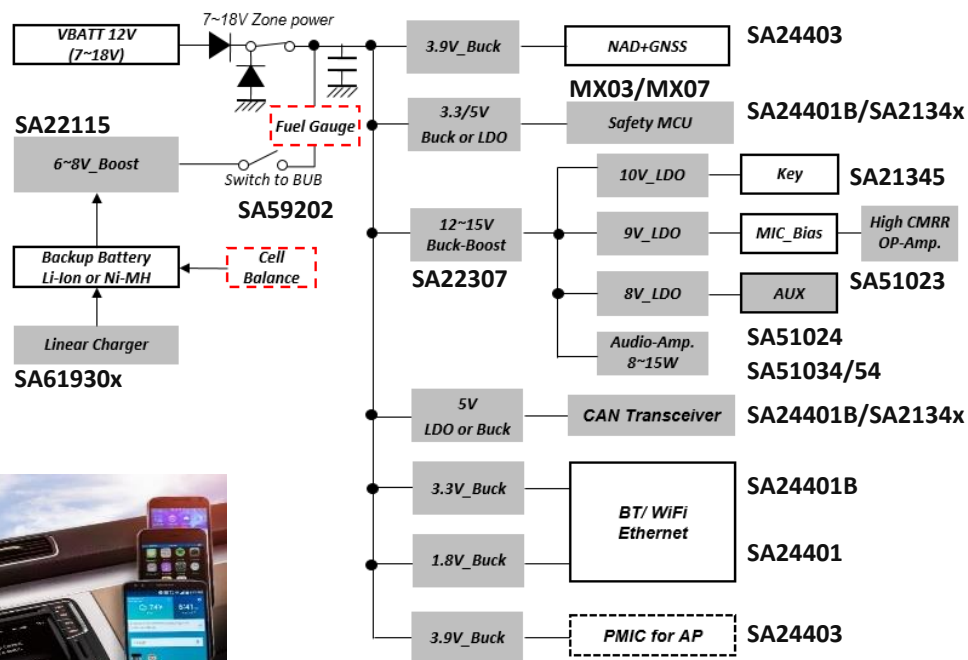 7~18V Zone power
VBATT 12V
(7~18V)
3.9V_Buck
NAD+GNSS
SA24403
MX03/MX07
Fuel Gauge
3.3/5V
Buck or LDO
Safety MCU
SA24401B/SA2134x
SA22115
6~8V_Boost
Switch to BUB
SA59202
10V_LDO
Key
SA21345
12~15V
Buck-Boost
SA22307
9V_LDO
MIC_Bias
High CMRR
OP-Amp.
SA51023
Backup Battery
Li-Ion or Ni-MH
Cell
Balance
8V_LDO
AUX
Linear Charger
SA61930x
Audio-Amp.
8~15W
SA51024
SA51034/54
5V
LDO or Buck
CAN Transceiver
SA24401B/SA2134x
3.3V_Buck
BT/ WiFi
Ethernet
SA24401B
1.8V_Buck
SA24401
3.9V_Buck
PMIC for AP
SA24403